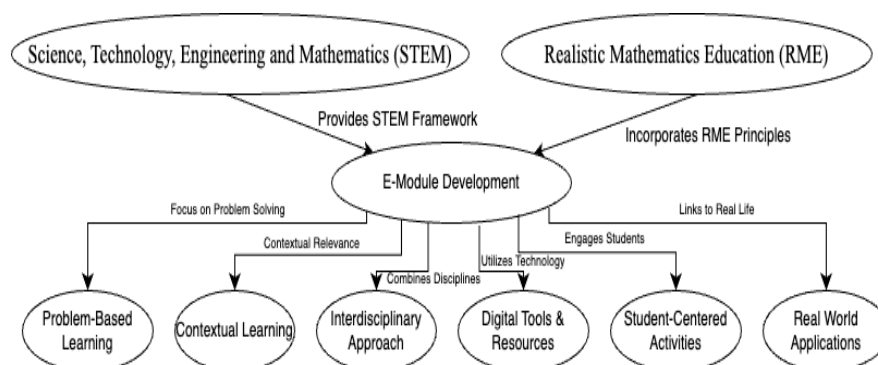 Science, Technology, Engineering and Mathematics (STEM)
Realistic Mathematics Education (RME)
Provides STEM Framework
Incorporates RME Principles
E-Module Development
Focus on Problem Solving
Links to Real Life
Contextual Relevance
Engages Students
Utilizes Technology
Combines Disciplines
Problem-Based
Learning
Contextual Learning
Interdisciplinary
Approach
Digital Tools &
Resources
Student-Centered
Activities
Real World
Applications